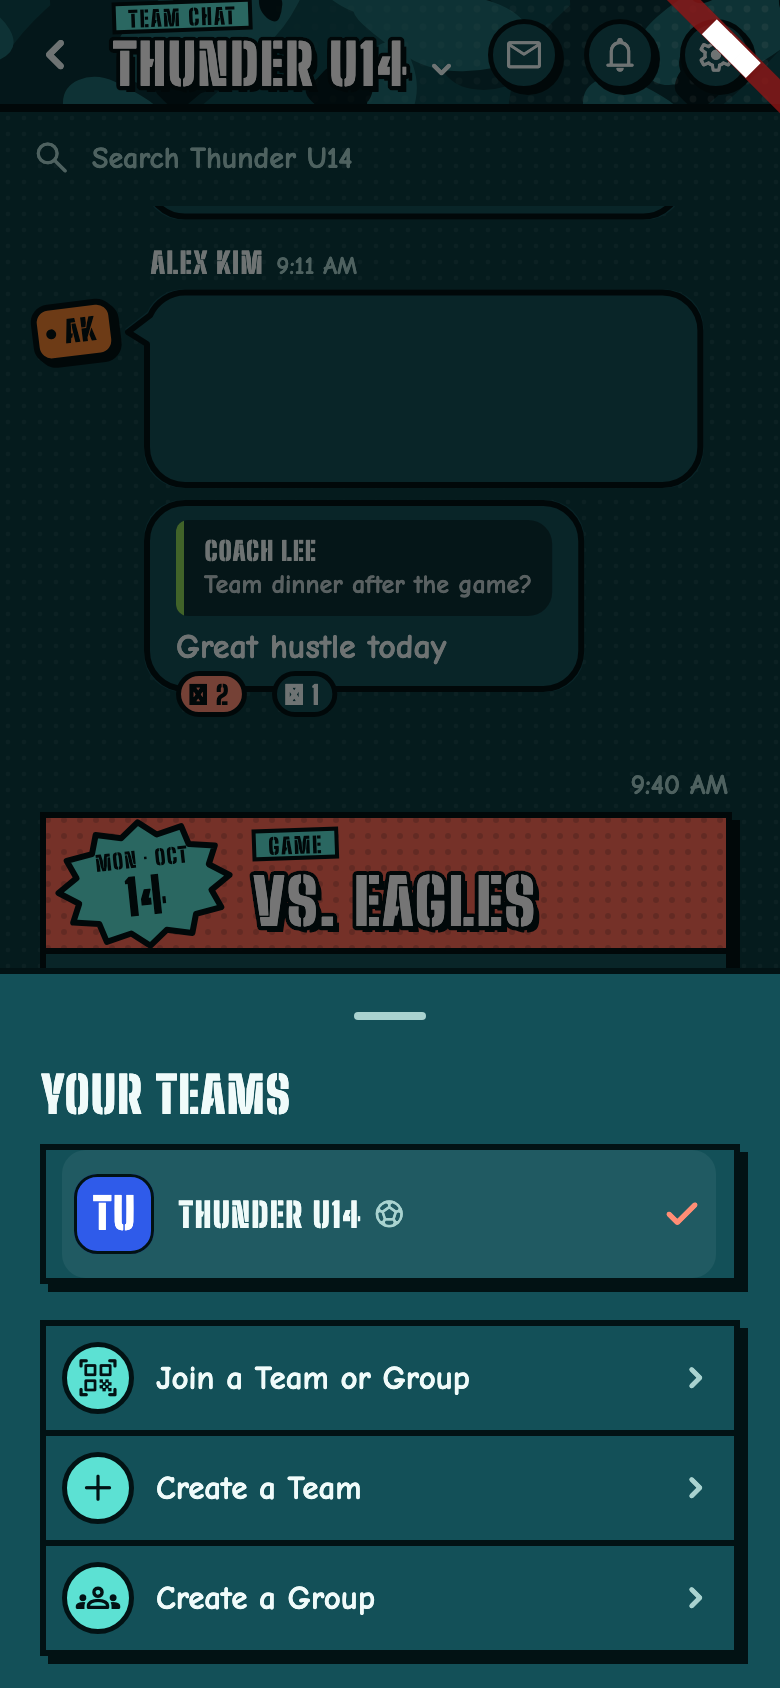 TEAM CHAT
THUNDER U14
Search Thunder U14
ALEX KIM 9:11 AM
AK
COACH LEE
Team dinner after the game?
Great hustle today
2 1
9:40 AM
MON · OCT
14
GAME
VS. EAGLES
YOUR TEAMS
TU THUNDER U14
Join a Team or Group
Create a Team
Create a Group